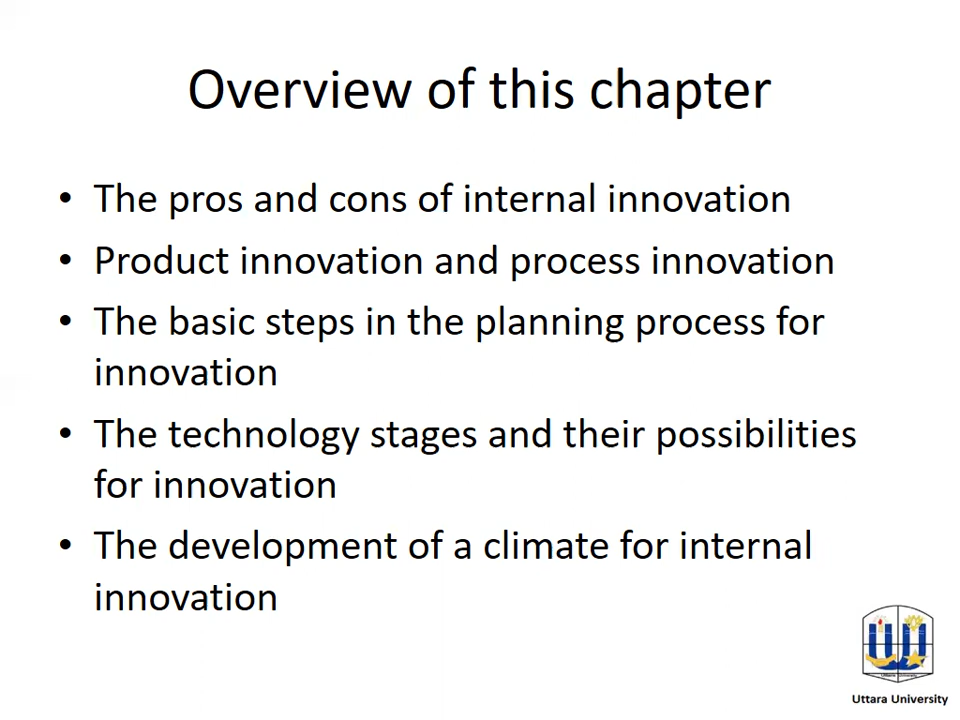 Overview of this chapter
• The pros and cons of internal innovation
• Product innovation and process innovation
• The basic steps in the planning process for
innovation
• The technology stages and their possibilities
for innovation
• The development of a climate for internal
innovation
Uttara University
Uttara University